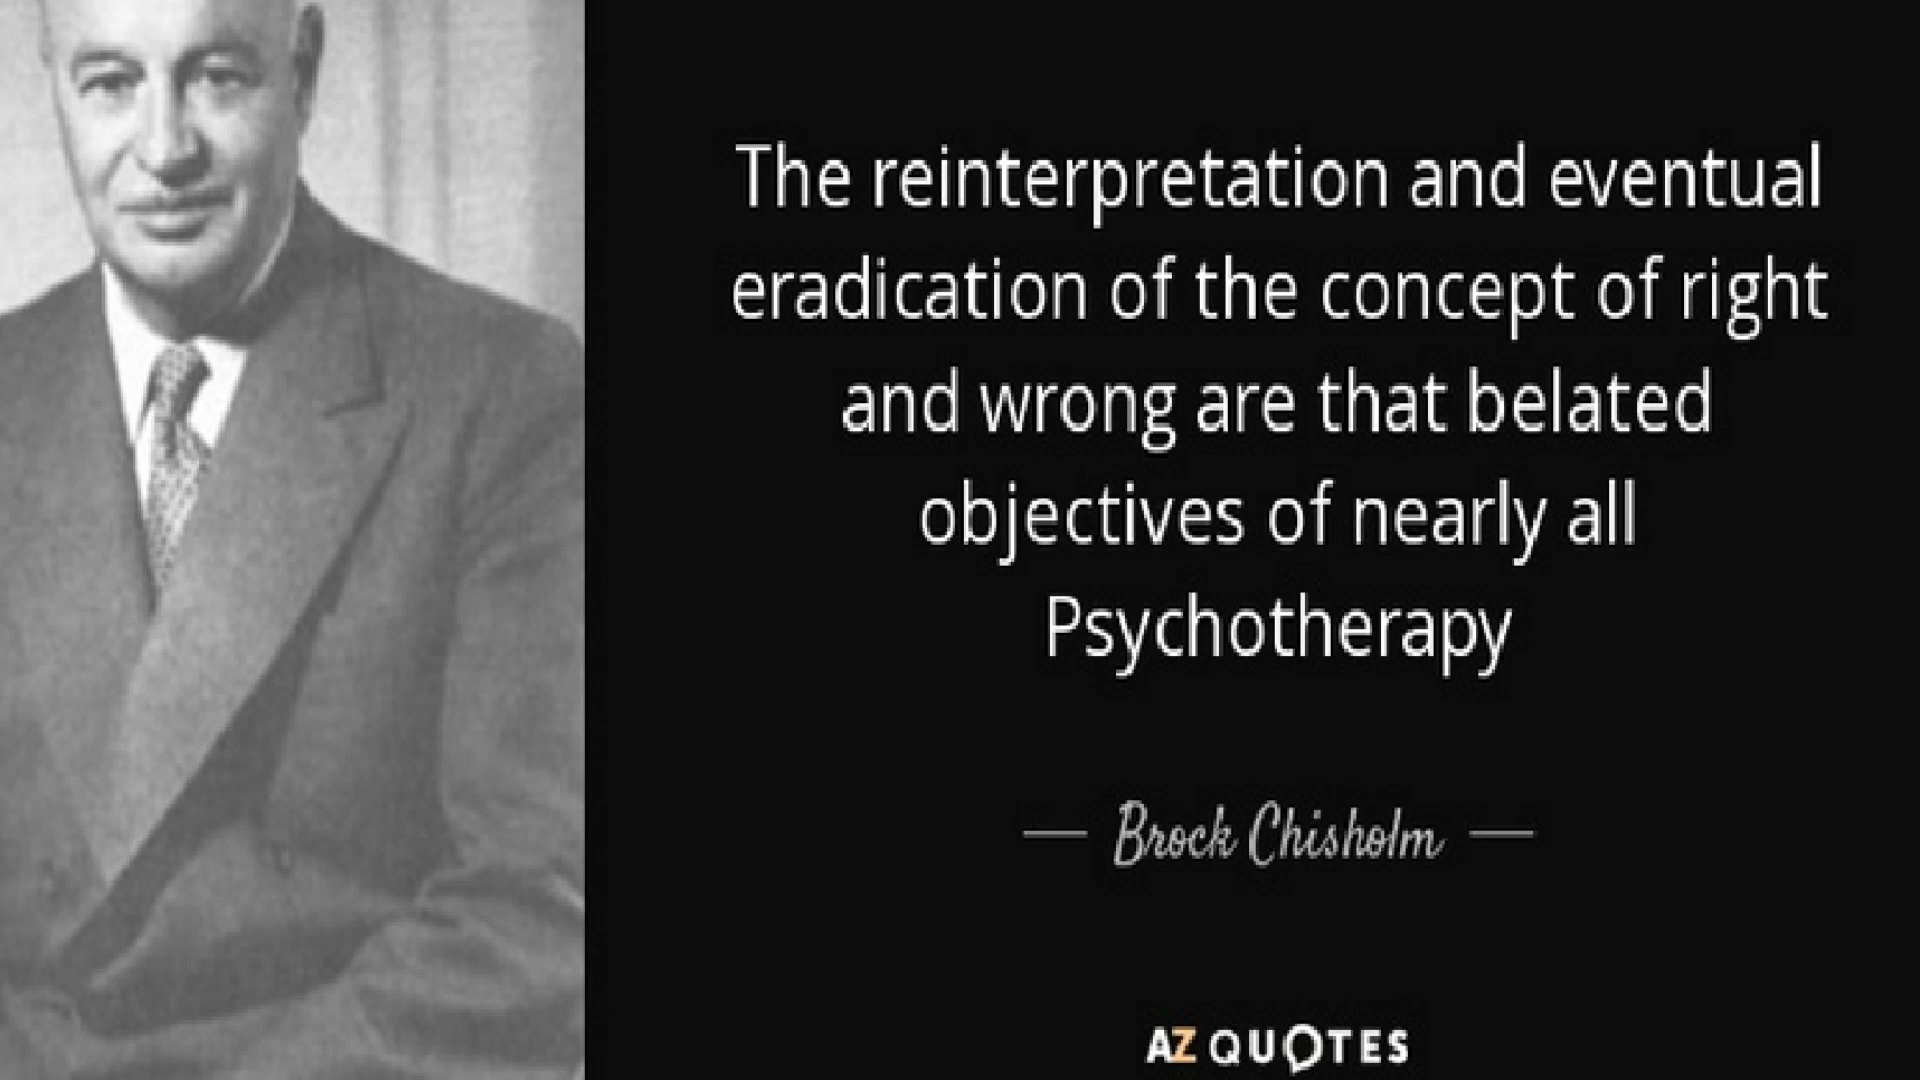 The reinterpretation and eventual
eradication of the concept of right
and wrong are that belated
objectives of nearly all
Psychotherapy
— Brock Chisholm —
AZ QUOTES